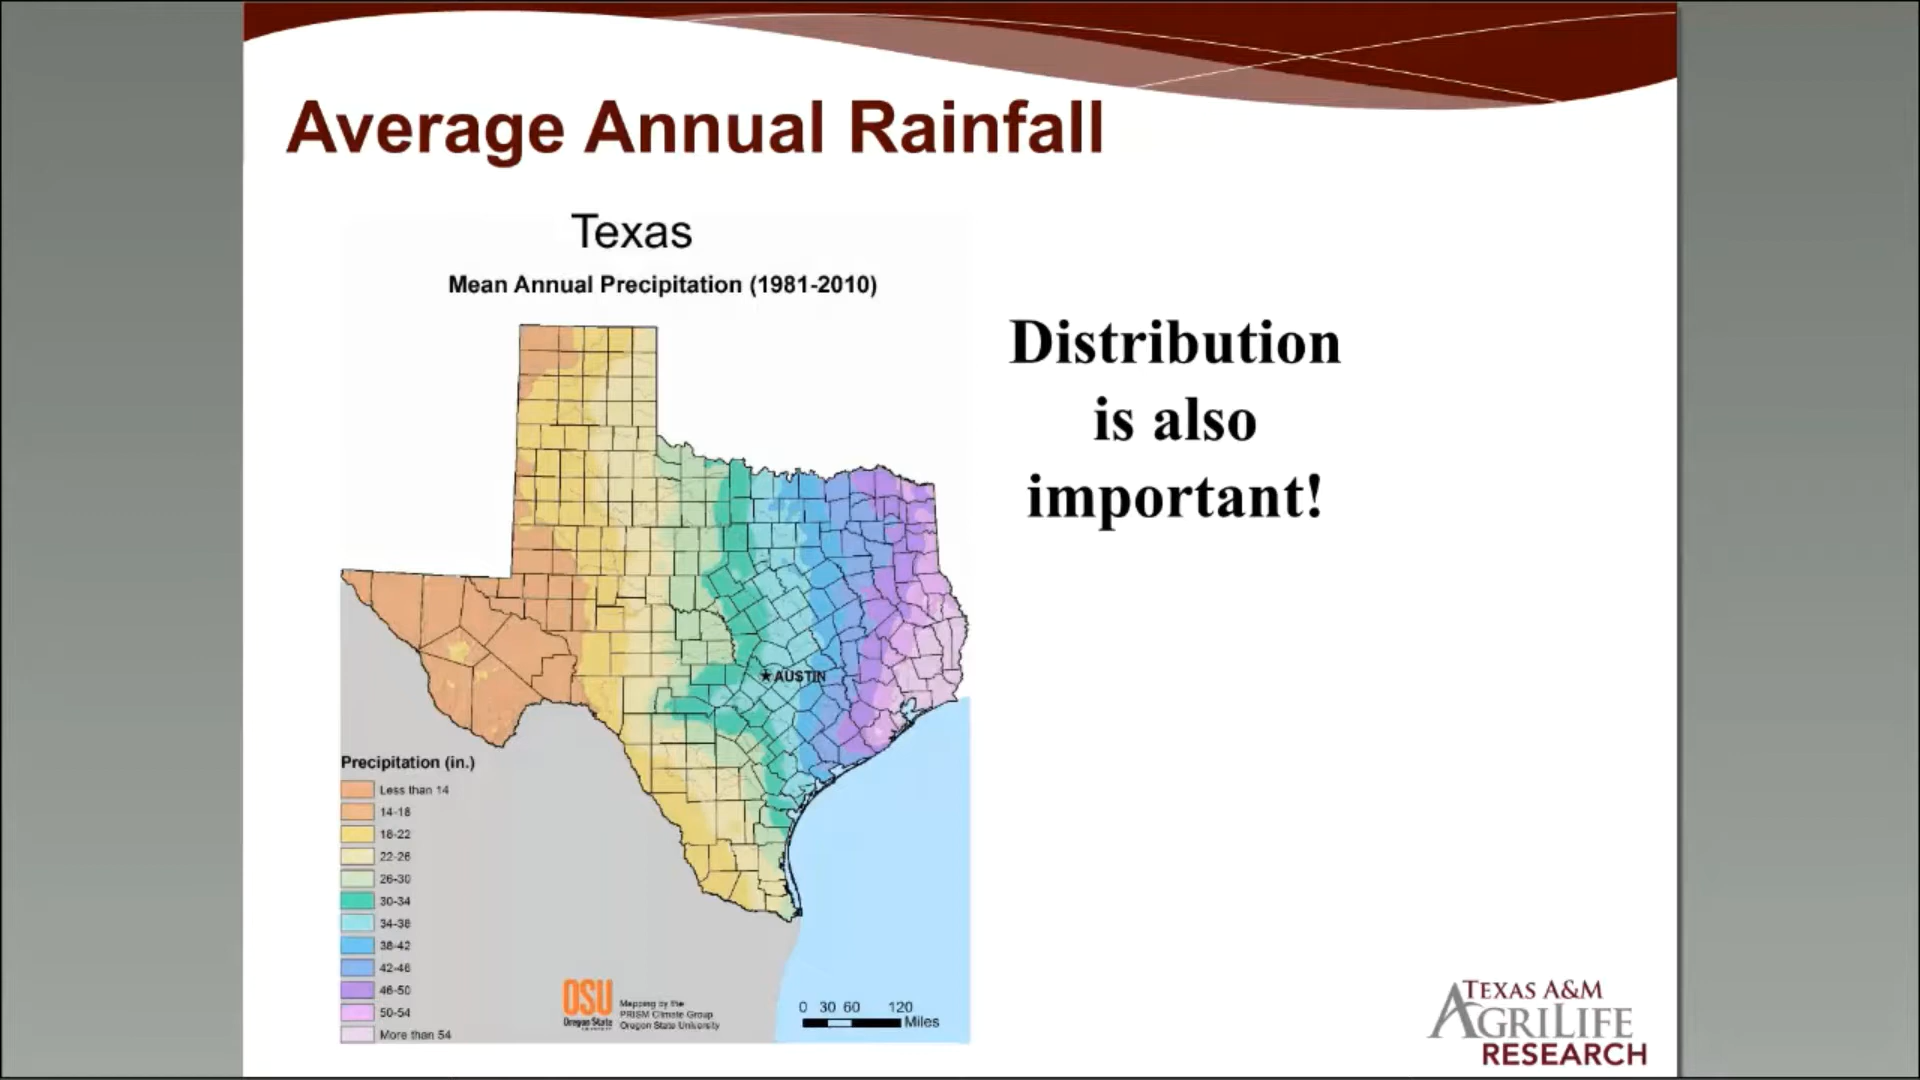 Average Annual Rainfall
Texas
Mean Annual Precipitation (1981-2010)
Distribution
is also
important!
AUSTIN
Precipitation (in.)
Less than 14
14-18
18-22
22-26
26-30
30-34
34-38
38-42
42-46
46-50
50-54
More than 54
OSU
Oregon State
UNIVERSITY
Mapping by the
PRISM Climate Group
Oregon State University
0 30 60 120
Miles
TEXAS A&M
AGRILIFE
RESEARCH